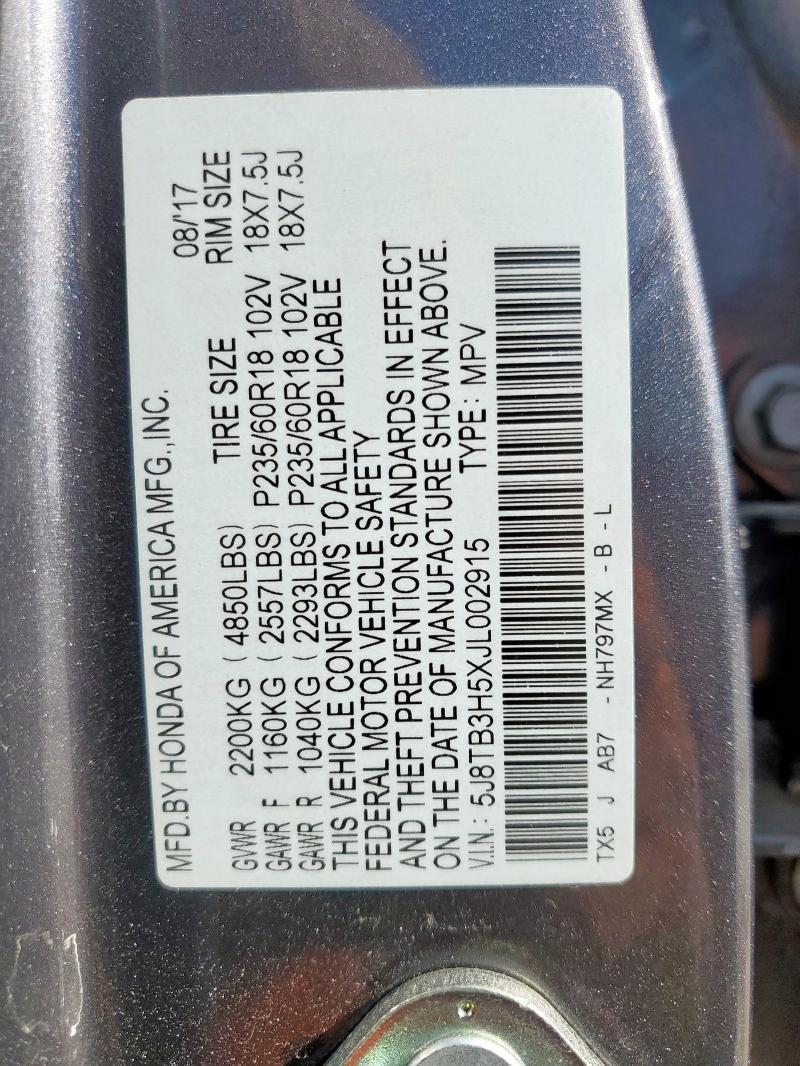 MFD.BY HONDA OF AMERICA MFG.,INC.
08/'17
GVWR 2200KG ( 4850LBS) TIRE SIZE RIM SIZE
GAWR F 1160KG ( 2557LBS) P235/60R18 102V 18X7.5J
GAWR R 1040KG ( 2293LBS) P235/60R18 102V 18X7.5J
THIS VEHICLE CONFORMS TO ALL APPLICABLE
FEDERAL MOTOR VEHICLE SAFETY
AND THEFT PREVENTION STANDARDS IN EFFECT
ON THE DATE OF MANUFACTURE SHOWN ABOVE.
V.I.N.: 5J8TB3H5XJL002915 TYPE: MPV
TX5 J AB7 -NH797MX -B-L